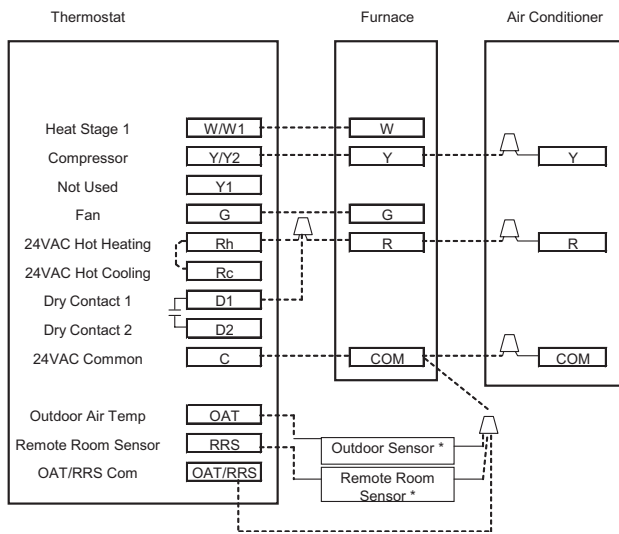 Thermostat Furnace Air Conditioner
Heat Stage 1 W/W1 W
Compressor Y/Y2 Y Y
Not Used Y1
Fan G G
24VAC Hot Heating Rh R R
24VAC Hot Cooling Rc
Dry Contact 1 D1
Dry Contact 2 D2
24VAC Common C COM COM
Outdoor Air Temp OAT
Remote Room Sensor RRS Outdoor Sensor *
OAT/RRS Com OAT/RRS Remote Room
Sensor *